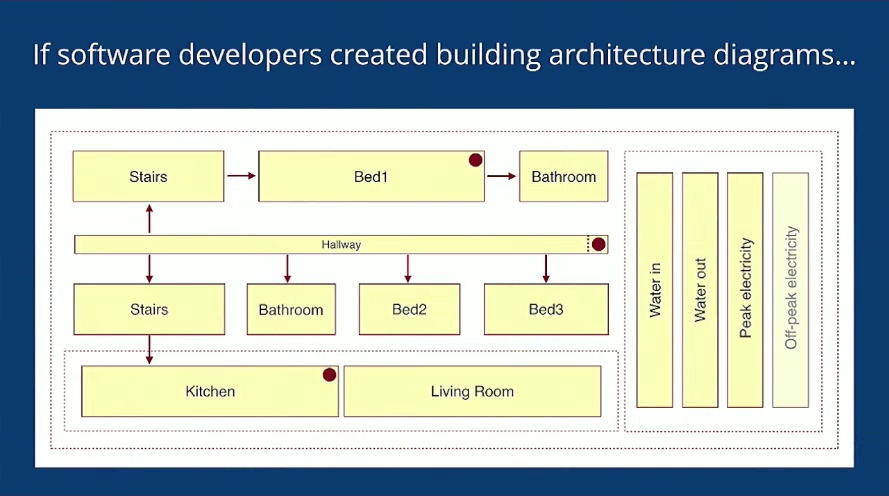 If software developers created building architecture diagrams...
Stairs
Bed1
Bathroom
Hallway
Stairs
Bathroom
Bed2
Bed3
Kitchen
Living Room
Water in
Water out
Peak electricity
Off-peak electricity